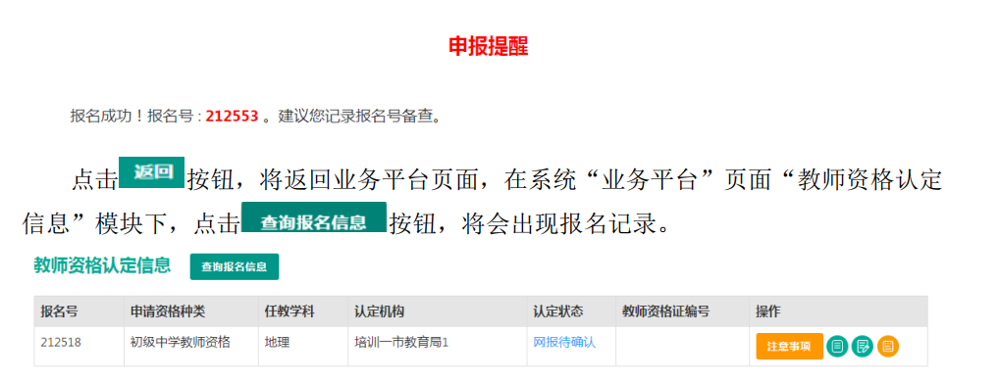 申报提醒
报名成功！报名号：212553 。建议您记录报名号备查。
点击 返回 按钮，将返回业务平台页面，在系统“业务平台”页面“教师资格认定
信息”模块下，点击 查询报名信息 按钮，将会出现报名记录。
教师资格认定信息 查询报名信息
报名号 申请资格种类 任教学科 认定机构 认定状态 教师资格证编号 操作
212518 初级中学教师资格 地理 培训一市教育局1 网报待确认 注意事项